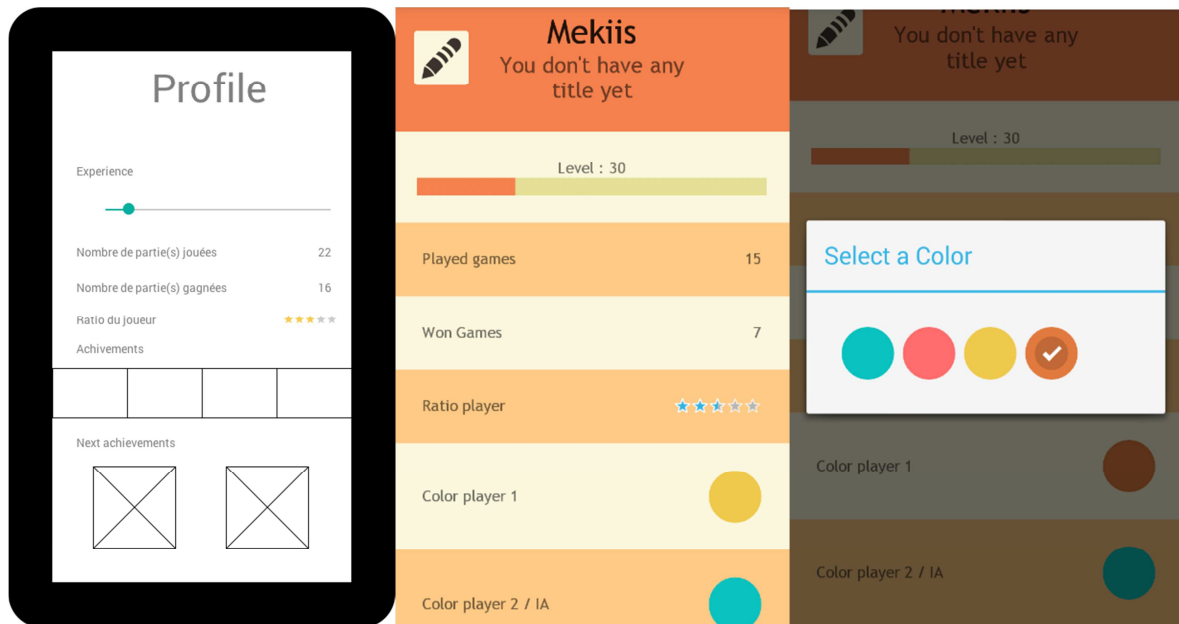 Profile
Experience
Nombre de partie(s) jouées 22
Nombre de partie(s) gagnées 16
Ratio du joueur
Achivements
Next achievements
Mekiis
You don't have any
title yet
Level : 30
Played games 15
Won Games 7
Ratio player
Color player 1
Color player 2 / IA
Mekiis
You don't have any
title yet
Level : 30
Select a Color
Color player 1
Color player 2 / IA